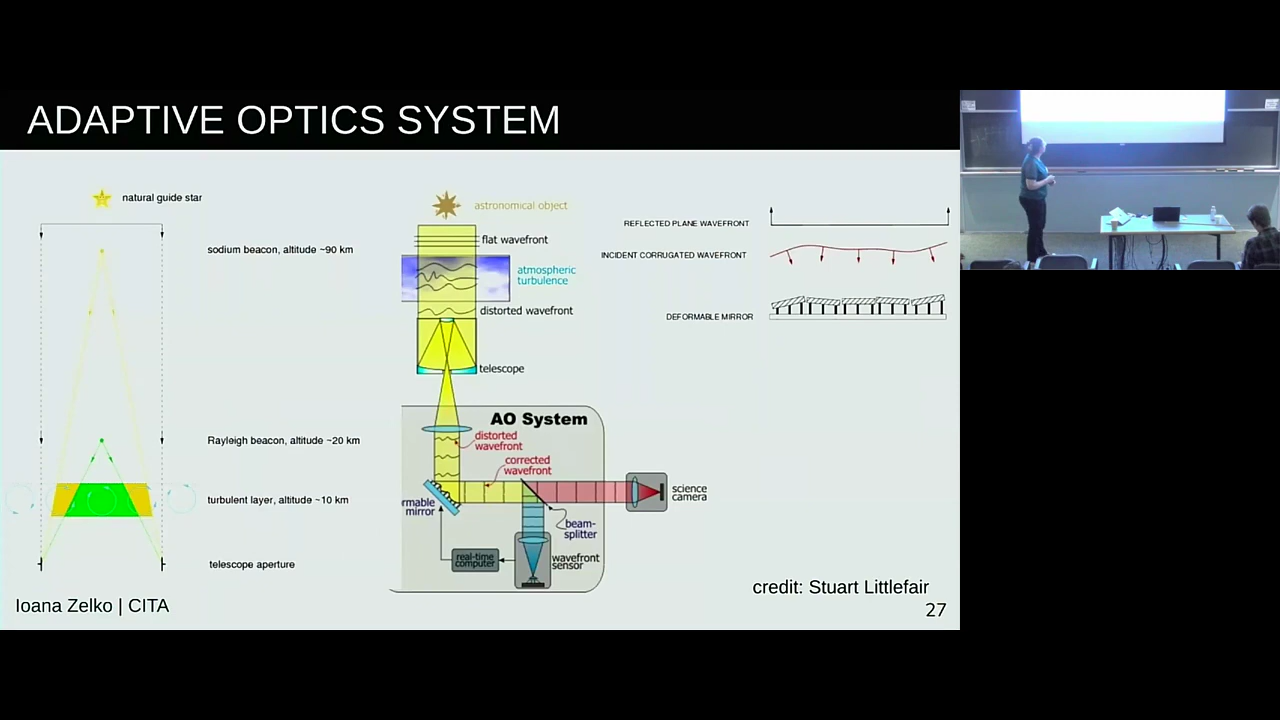 ADAPTIVE OPTICS SYSTEM
natural guide star
sodium beacon, altitude ~90 km
Rayleigh beacon, altitude ~20 km
turbulent layer, altitude ~10 km
telescope aperture
astronomical object
flat wavefront
atmospheric
turbulence
distorted wavefront
telescope
AO System
distorted
wavefront
corrected
wavefront
rmable
mirror
beam-
splitter
real-time
computer
wavefront
sensor
science
camera
REFLECTED PLANE WAVEFRONT
INCIDENT CORRUGATED WAVEFRONT
DEFORMABLE MIRROR
credit: Stuart Littlefair
Ioana Zelko | CITA
27